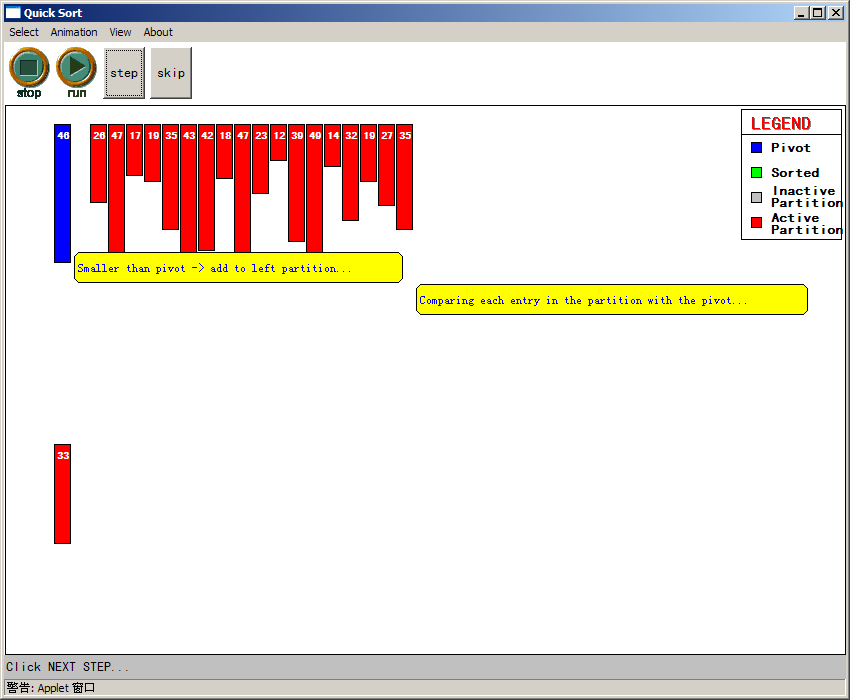 Quick Sort
Select Animation View About
stop run step skip
46 26 47 17 19 35 43 42 18 47 23 12 39 49 14 32 19 27 35
LEGEND
Pivot
Sorted
Inactive
Partition
Active
Partition
Smaller than pivot -> add to left partition...
Comparing each entry in the partition with the pivot...
33
Click NEXT STEP...
警告: Applet 窗口